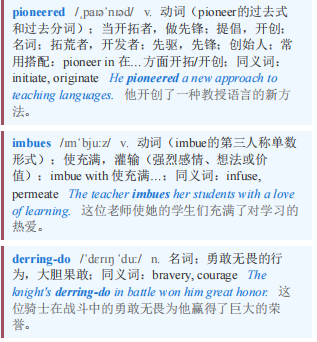 pioneered /ˌpaɪəˈnɪəd/ v. 动词（pioneer的过去式
和过去分词）；当开拓者，做先锋；提倡，开创；
名词；拓荒者，开发者；先驱，先锋；创始人；常
用搭配：pioneer in 在…方面开拓/开创；同义词：
initiate, originate He pioneered a new approach to
teaching languages. 他开创了一种教授语言的新方
法。
imbues /ɪmˈbjuːz/ v. 动词（imbue的第三人称单数
形式）；使充满，灌输（强烈感情、想法或价
值）；imbue with 使充满…；同义词：infuse,
permeate The teacher imbues her students with a love
of learning. 这位老师使她的学生们充满了对学习的
热爱。
derring-do /ˈderɪŋ ˈduː/ n. 名词；勇敢无畏的行
为，大胆果敢；同义词：bravery, courage The
knight's derring-do in battle won him great honor. 这
位骑士在战斗中的勇敢无畏为他赢得了巨大的荣
誉。